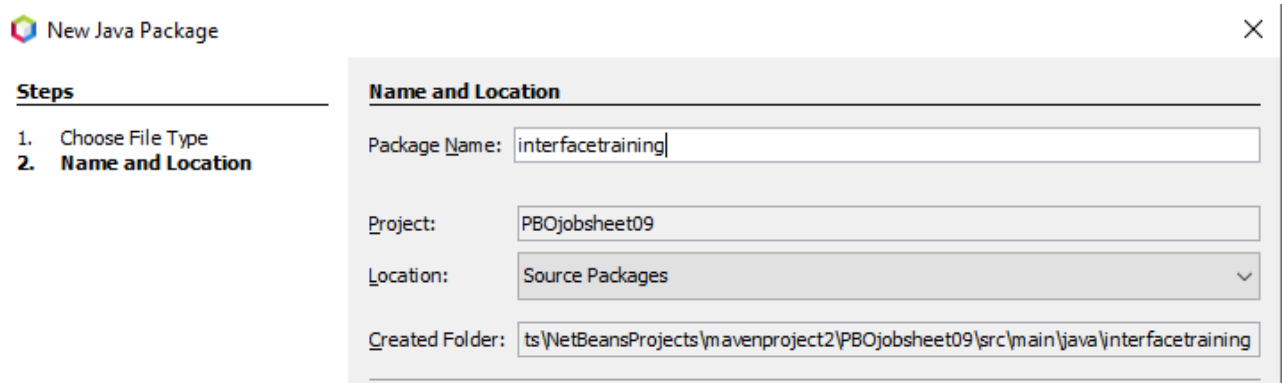 New Java Package
Steps
1. Choose File Type
2. Name and Location
Name and Location
Package Name: interfacetraining
Project: PBOjobsheet09
Location: Source Packages
Created Folder: ts\NetBeansProjects\mavenproject2\PBOjobsheet09\src\main\java\interfacetraining